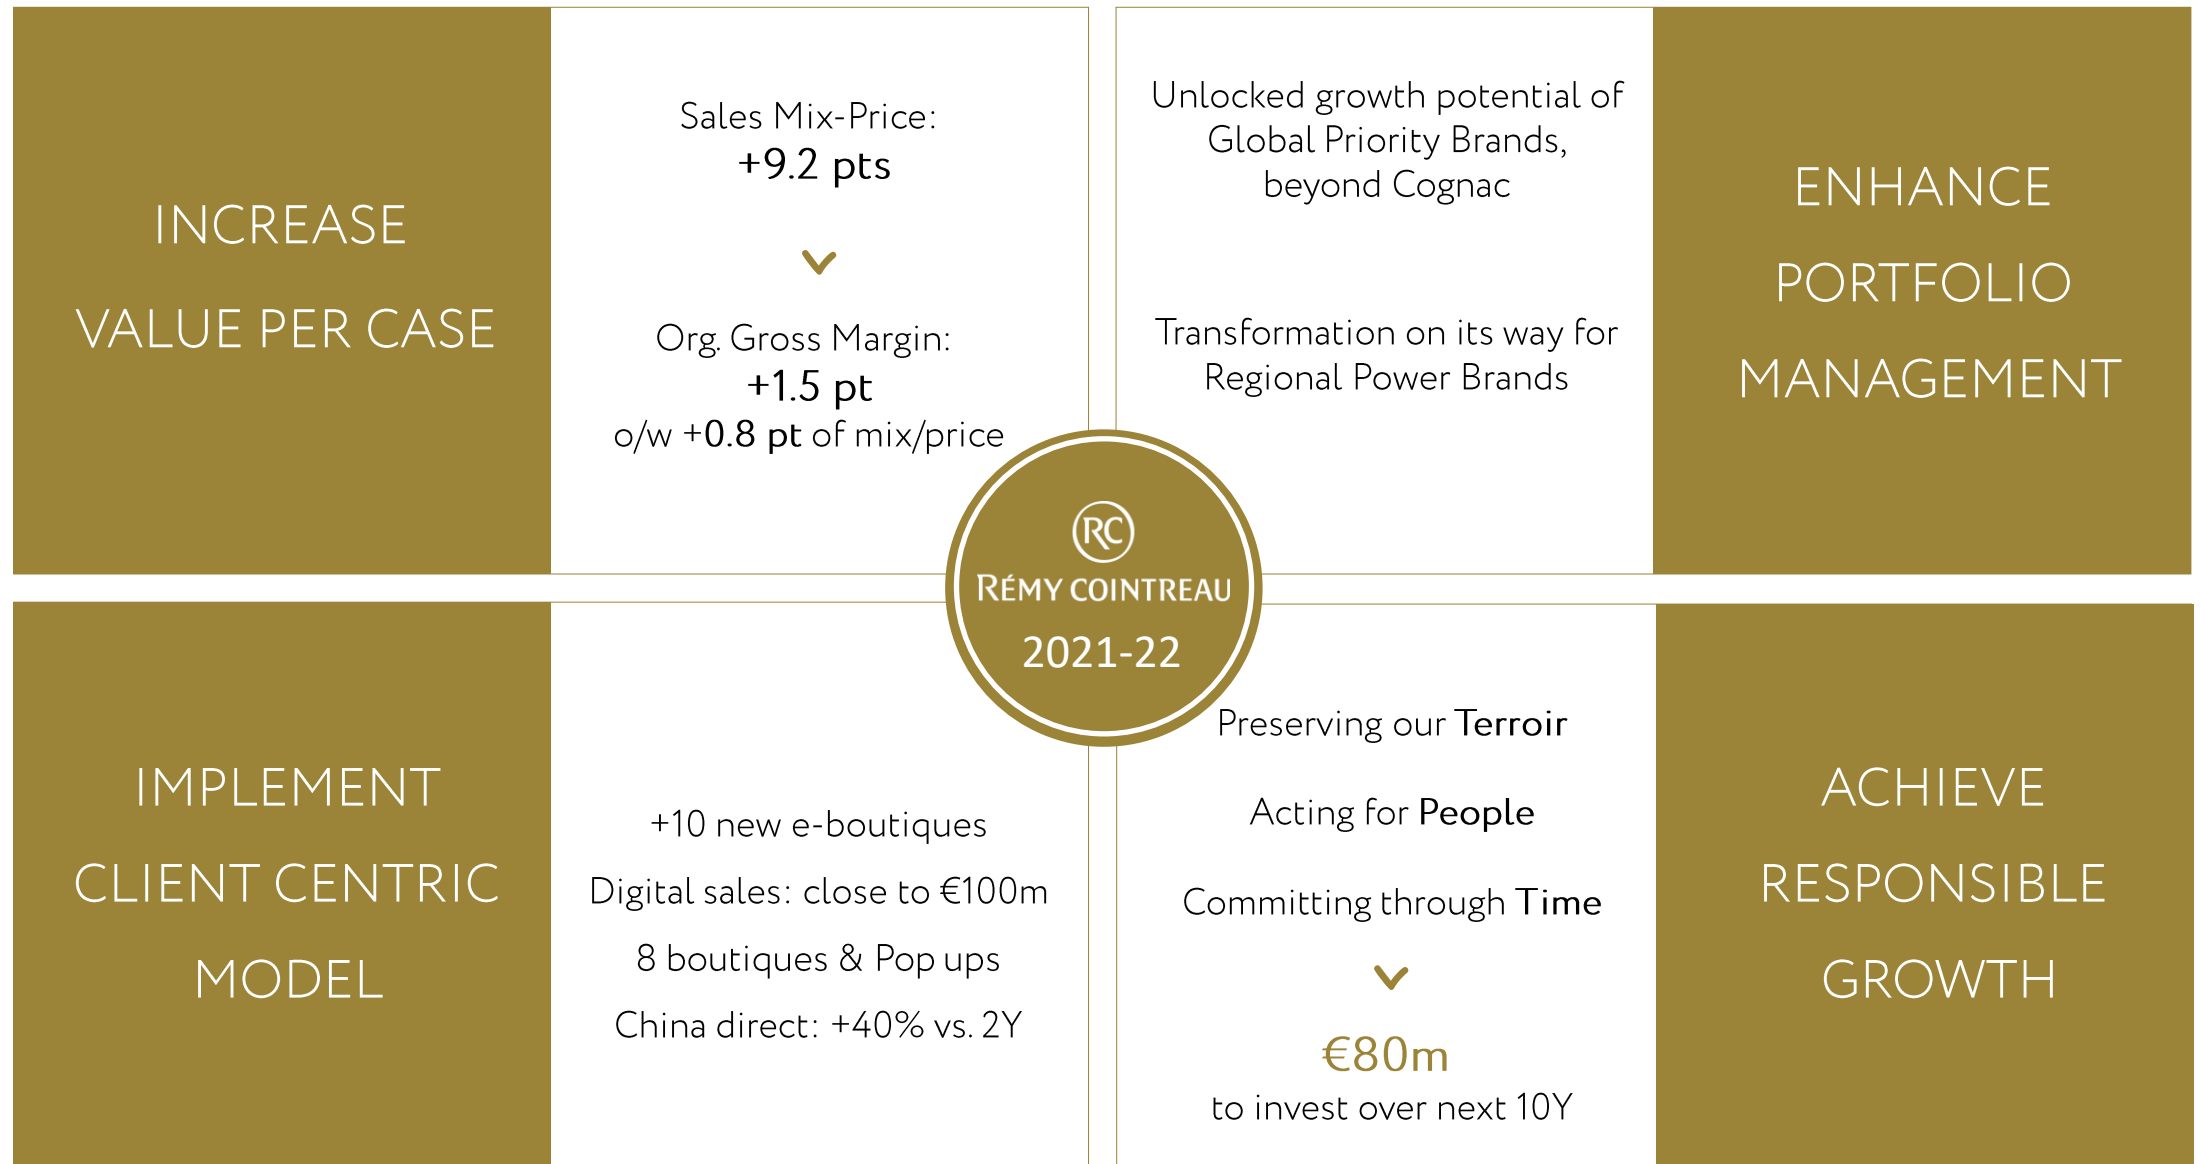 INCREASE
VALUE PER CASE
Sales Mix-Price:
+9.2 pts
Org. Gross Margin:
+1.5 pt
o/w +0.8 pt of mix/price
Unlocked growth potential of
Global Priority Brands,
beyond Cognac
Transformation on its way for
Regional Power Brands
ENHANCE
PORTFOLIO
MANAGEMENT
RC
RÉMY COINTREAU
2021-22
IMPLEMENT
CLIENT CENTRIC
MODEL
+10 new e-boutiques
Digital sales: close to €100m
8 boutiques & Pop ups
China direct: +40% vs. 2Y
Preserving our Terroir
Acting for People
Committing through Time
€80m
to invest over next 10Y
ACHIEVE
RESPONSIBLE
GROWTH